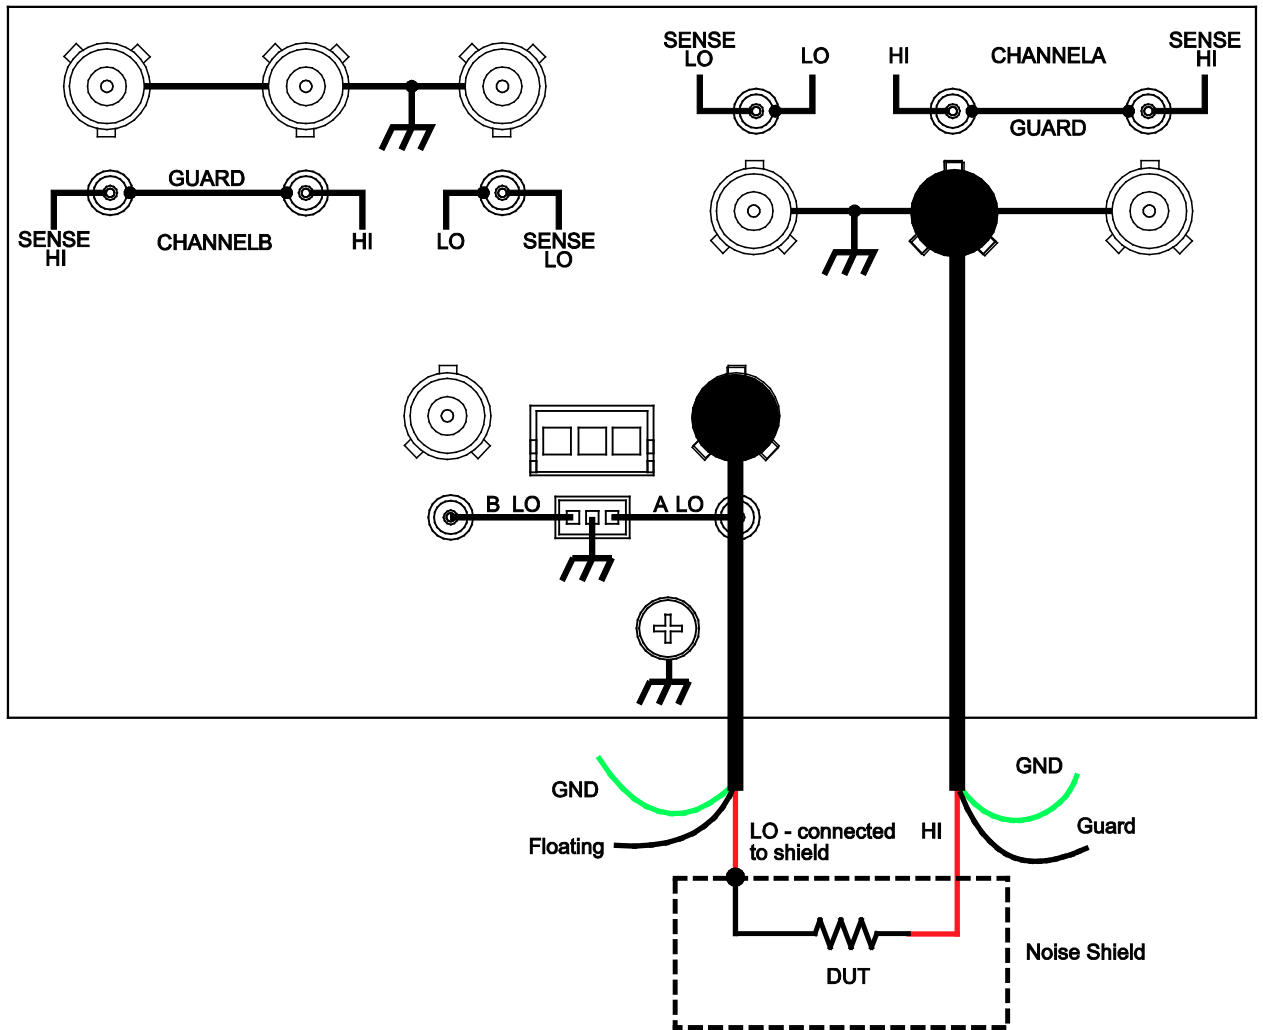 SENSE
LO
LO
HI
CHANNELA
SENSE
HI
GUARD
GUARD
SENSE
HI
CHANNELB
HI
LO
SENSE
LO
B LO
A LO
GND
Floating
LO - connected
to shield
HI
GND
Guard
DUT
Noise Shield